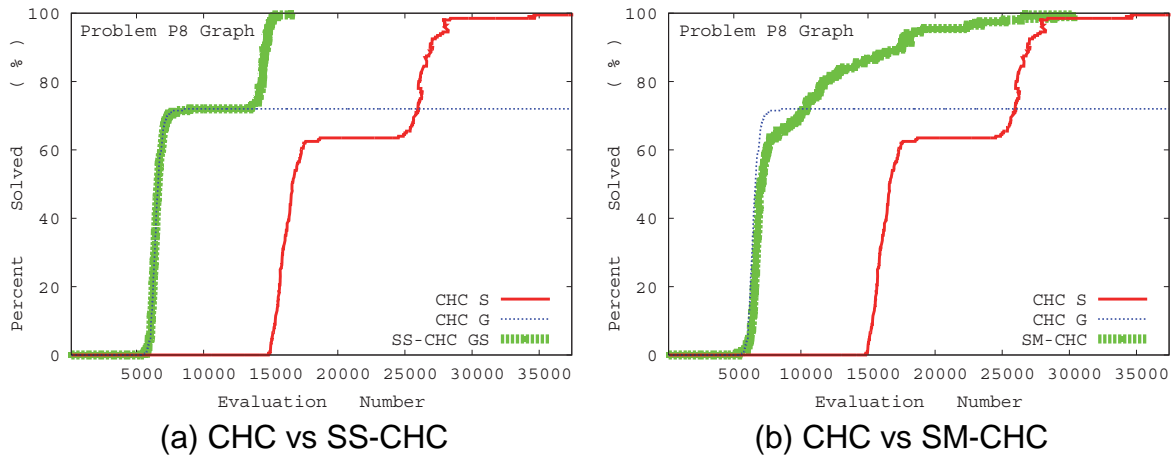 Problem P8 Graph
Percent Solved ( % )
100
80
60
40
20
0
CHC S
CHC G
SS-CHC GS
5000 10000 15000 20000 25000 30000 35000
Evaluation Number
(a) CHC vs SS-CHC
Problem P8 Graph
Percent Solved ( % )
100
80
60
40
20
0
CHC S
CHC G
SM-CHC
5000 10000 15000 20000 25000 30000 35000
Evaluation Number
(b) CHC vs SM-CHC